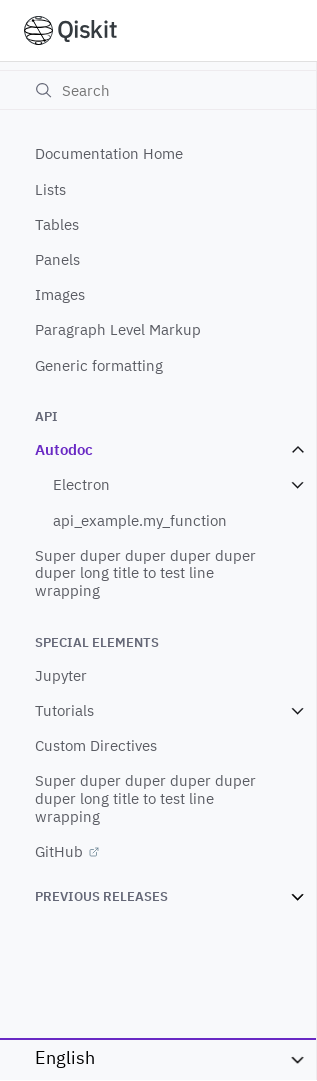 Qiskit
Search
Documentation Home
Lists
Tables
Panels
Images
Paragraph Level Markup
Generic formatting
API
Autodoc
Electron
api_example.my_function
Super duper duper duper duper
duper long title to test line
wrapping
SPECIAL ELEMENTS
Jupyter
Tutorials
Custom Directives
Super duper duper duper duper
duper long title to test line
wrapping
GitHub
PREVIOUS RELEASES
English